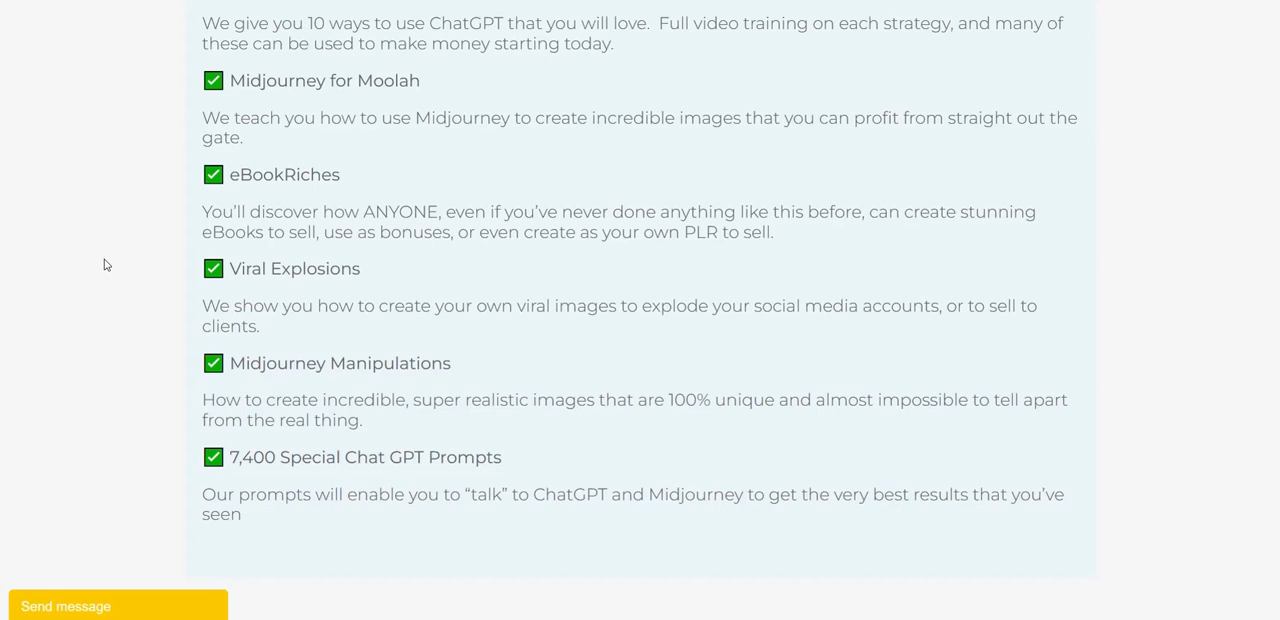 We give you 10 ways to use ChatGPT that you will love.  Full video training on each strategy, and many of
these can be used to make money starting today.
✅ Midjourney for Moolah
We teach you how to use Midjourney to create incredible images that you can profit from straight out the
gate.
✅ eBookRiches
You’ll discover how ANYONE, even if you’ve never done anything like this before, can create stunning
eBooks to sell, use as bonuses, or even create as your own PLR to sell.
✅ Viral Explosions
We show you how to create your own viral images to explode your social media accounts, or to sell to
clients.
✅ Midjourney Manipulations
How to create incredible, super realistic images that are 100% unique and almost impossible to tell apart
from the real thing.
✅ 7,400 Special Chat GPT Prompts
Our prompts will enable you to “talk” to ChatGPT and Midjourney to get the very best results that you’ve
seen
Send message